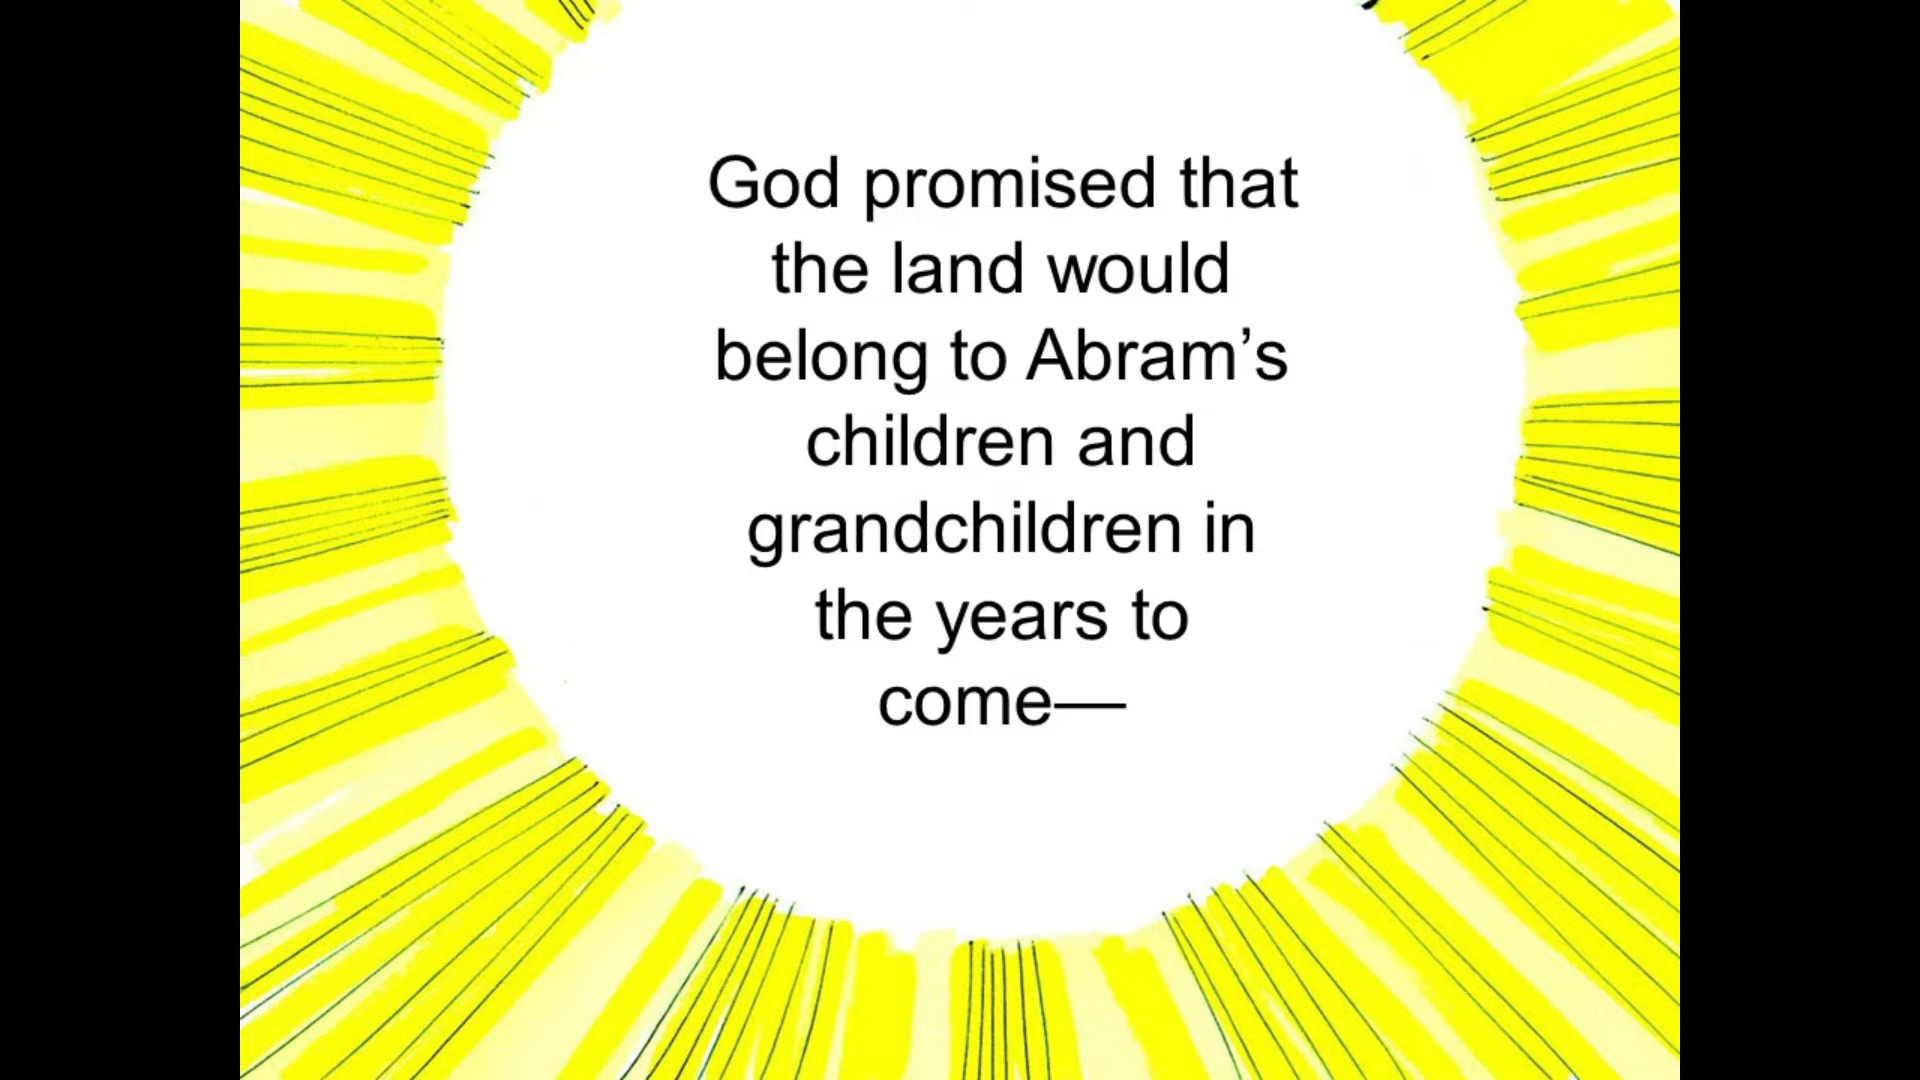 God promised that
the land would
belong to Abram’s
children and
grandchildren in
the years to
come—